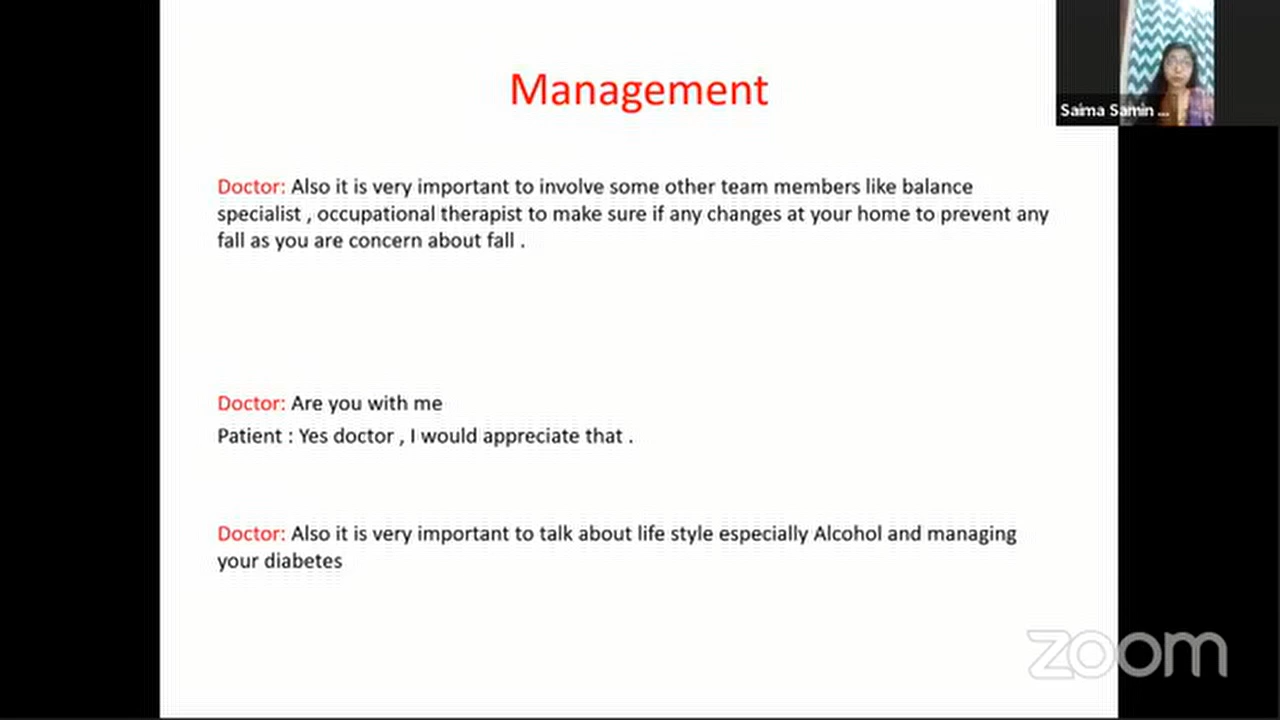 Management
Saima Samin ...
Doctor: Also it is very important to involve some other team members like balance
specialist , occupational therapist to make sure if any changes at your home to prevent any
fall as you are concern about fall .
Doctor: Are you with me
Patient : Yes doctor , I would appreciate that .
Doctor: Also it is very important to talk about life style especially Alcohol and managing
your diabetes
zoom